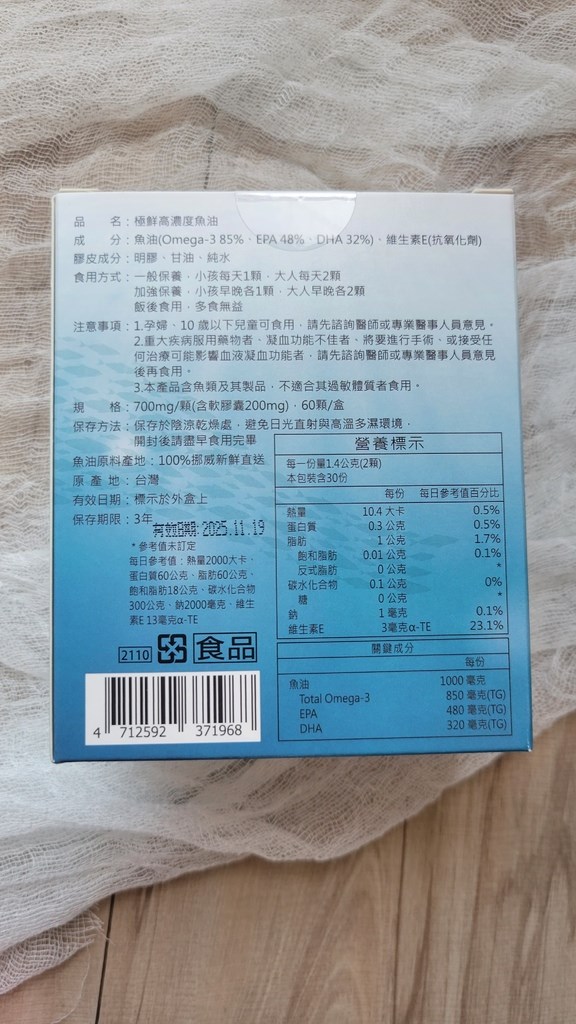 品　　名：極鮮高濃度魚油
成　　分：魚油(Omega-3 85%、EPA 48%、DHA 32%)、維生素E(抗氧化劑)
膠皮成分：明膠、甘油、純水
食用方式：一般保養，小孩每天1顆，大人每天2顆
加強保養，小孩早晚各1顆，大人早晚各2顆
飯後食用，多食無益
注意事項：1.孕婦、10 歲以下兒童可食用，請先諮詢醫師或專業醫事人員意見。
2.重大疾病服用藥物者、凝血功能不佳者、將要進行手術、或接受任
何治療可能影響血液凝血功能者，請先諮詢醫師或專業醫事人員意見
後再食用。
3.本產品含魚類及其製品，不適合其過敏體質者食用。
規　　格：700mg/顆(含軟膠囊200mg)，60顆/盒
保存方法：保存於陰涼乾燥處，避免日光直射與高溫多濕環境，
開封後請盡早食用完畢
魚油原料產地：100%挪威新鮮直送
原 產 地：台灣
有效日期：標示於外盒上
保存期限：3年
有效日期: 2025.11.19
*參考值未訂定
每日參考值：熱量2000大卡、
蛋白質60公克、脂肪60公克、
飽和脂肪18公克、碳水化合物
300公克、鈉2000毫克、維生
素E 13毫克α-TE
2110 食品
4 712592 371968
營養標示
每一份量1.4公克(2顆)
本包裝含30份
每份 每日參考值百分比
熱量 10.4 大卡 0.5%
蛋白質 0.3 公克 0.5%
脂肪 1 公克 1.7%
飽和脂肪 0.01 公克 0.1%
反式脂肪 0 公克 *
碳水化合物 0.1 公克 0%
糖 0 公克 *
鈉 1 毫克 0.1%
維生素E 3毫克α-TE 23.1%
關鍵成分
每份
魚油 1000 毫克
Total Omega-3 850 毫克(TG)
EPA 480 毫克(TG)
DHA 320 毫克(TG)